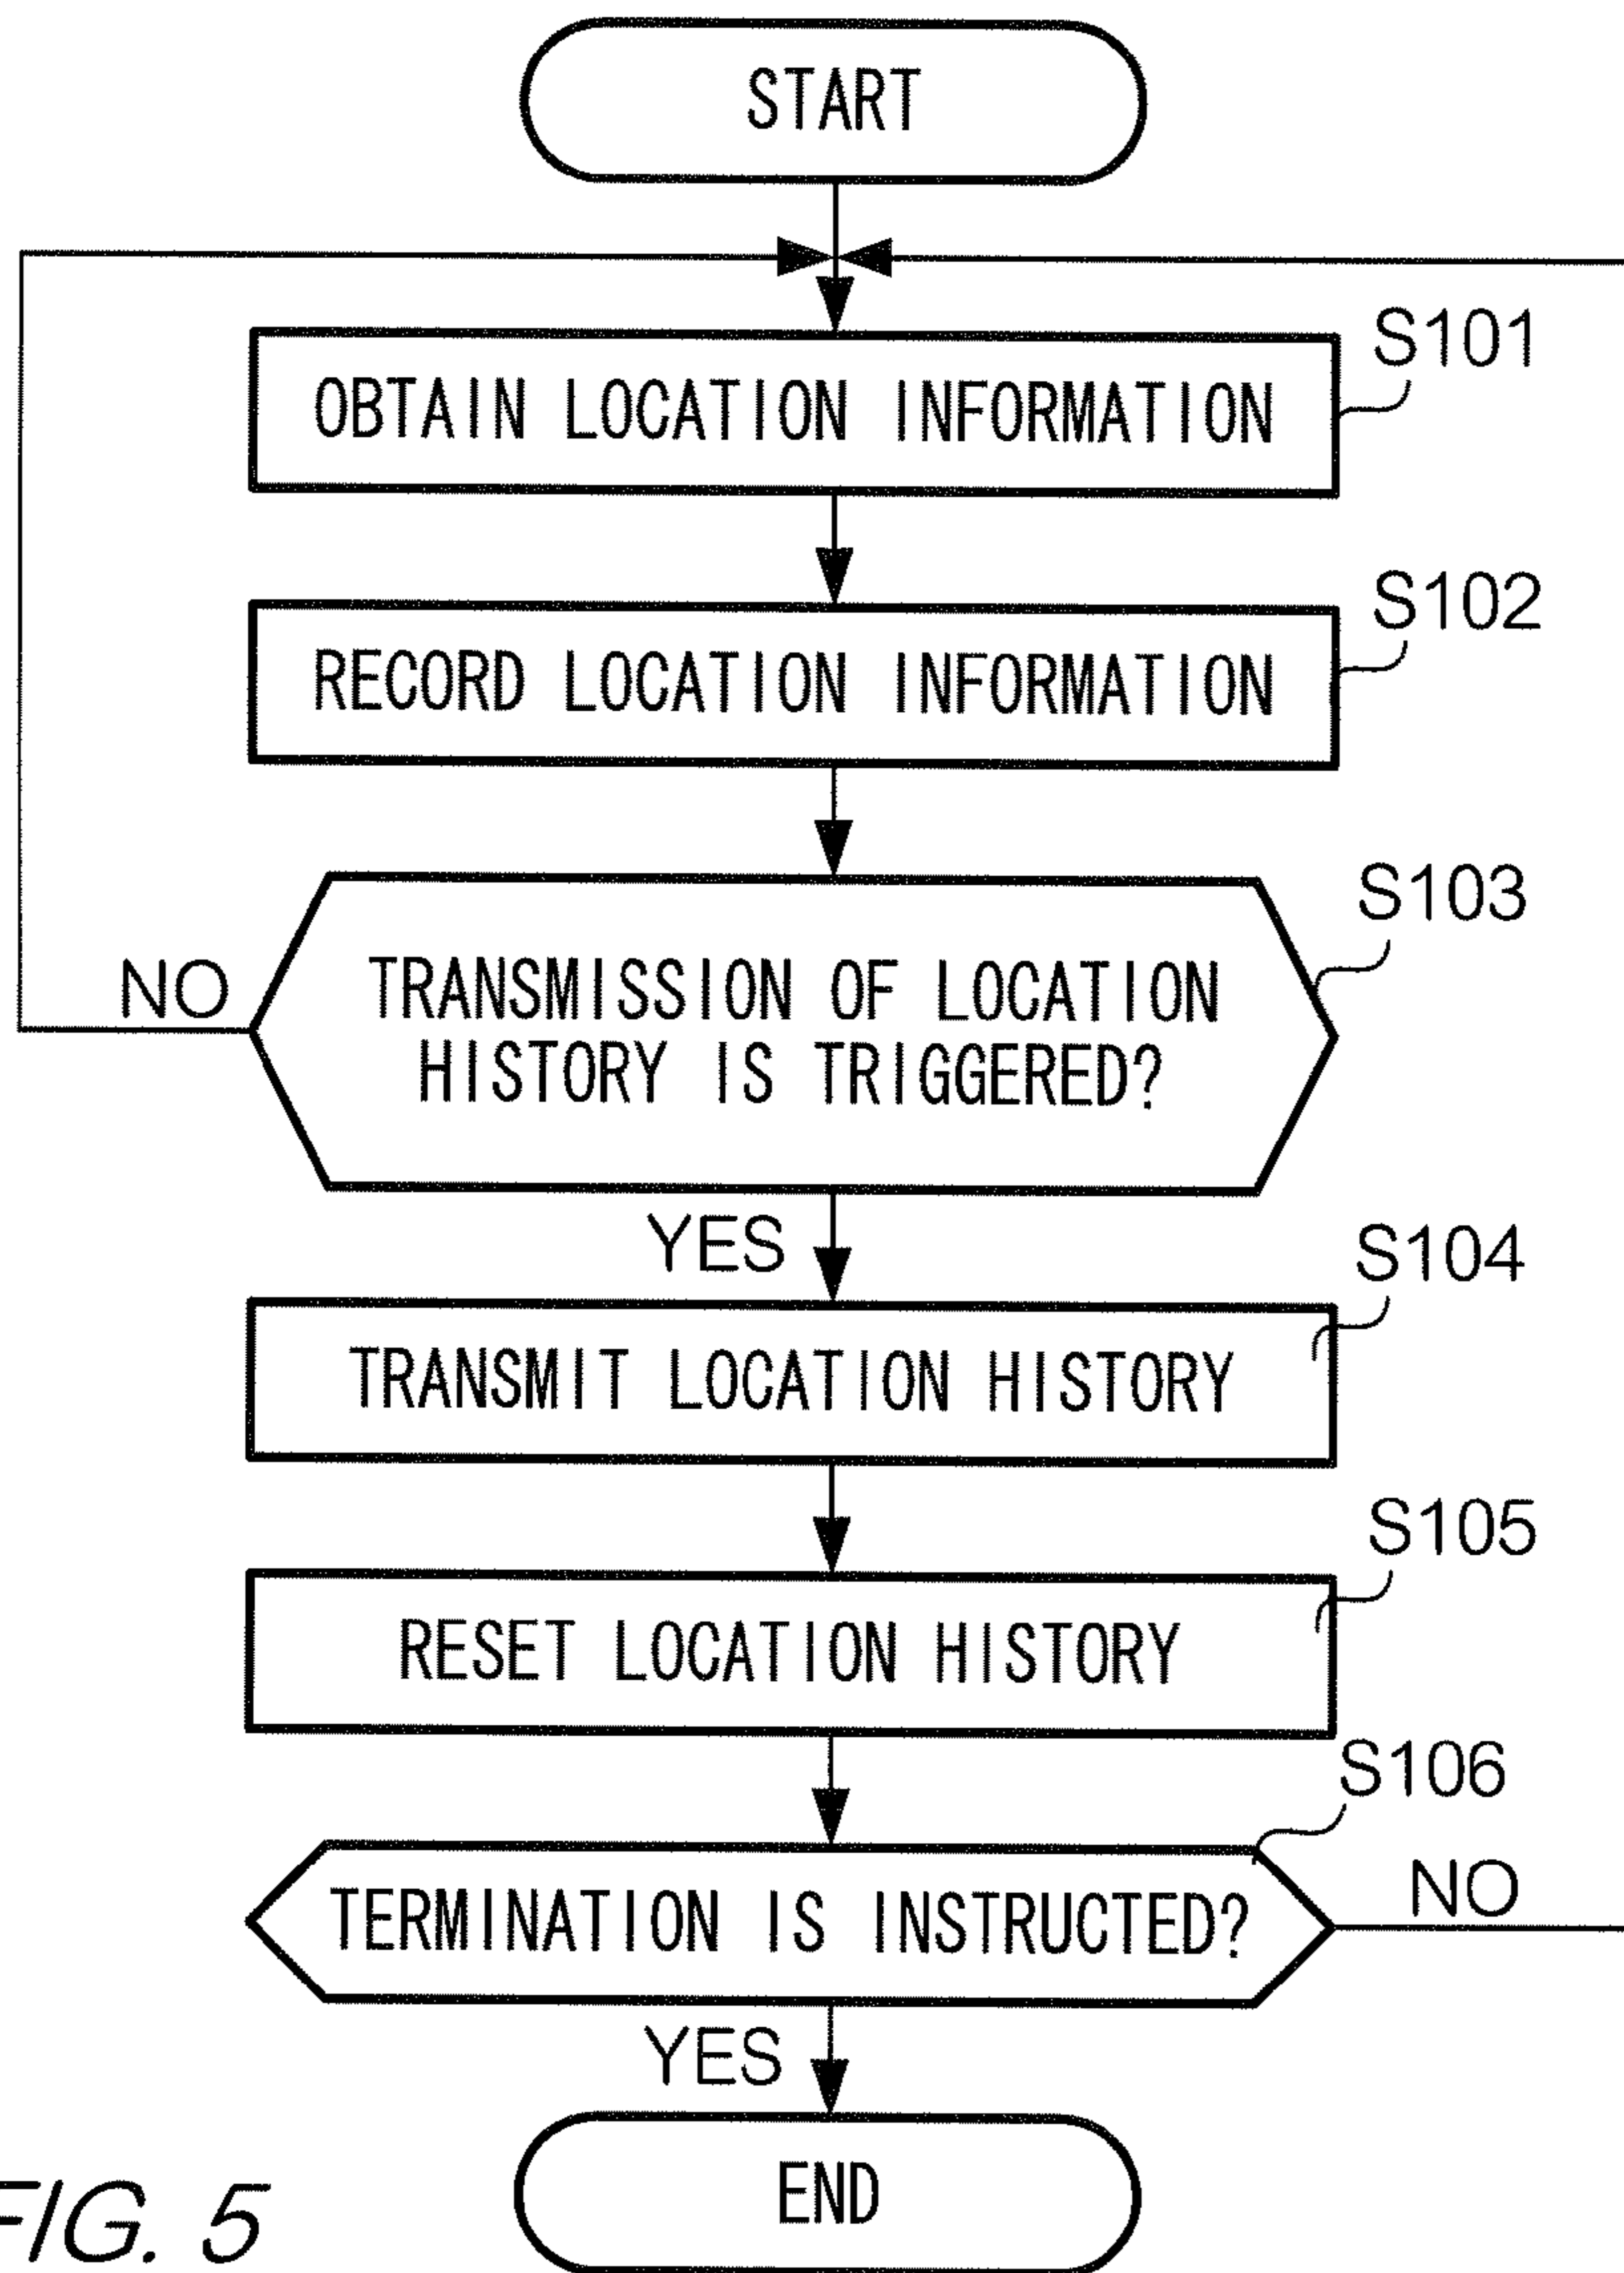 START
S101
OBTAIN LOCATION INFORMATION
S102
RECORD LOCATION INFORMATION
S103
NO
TRANSMISSION OF LOCATION
HISTORY IS TRIGGERED?
YES
S104
TRANSMIT LOCATION HISTORY
S105
RESET LOCATION HISTORY
S106
TERMINATION IS INSTRUCTED?
NO
YES
END
FIG. 5